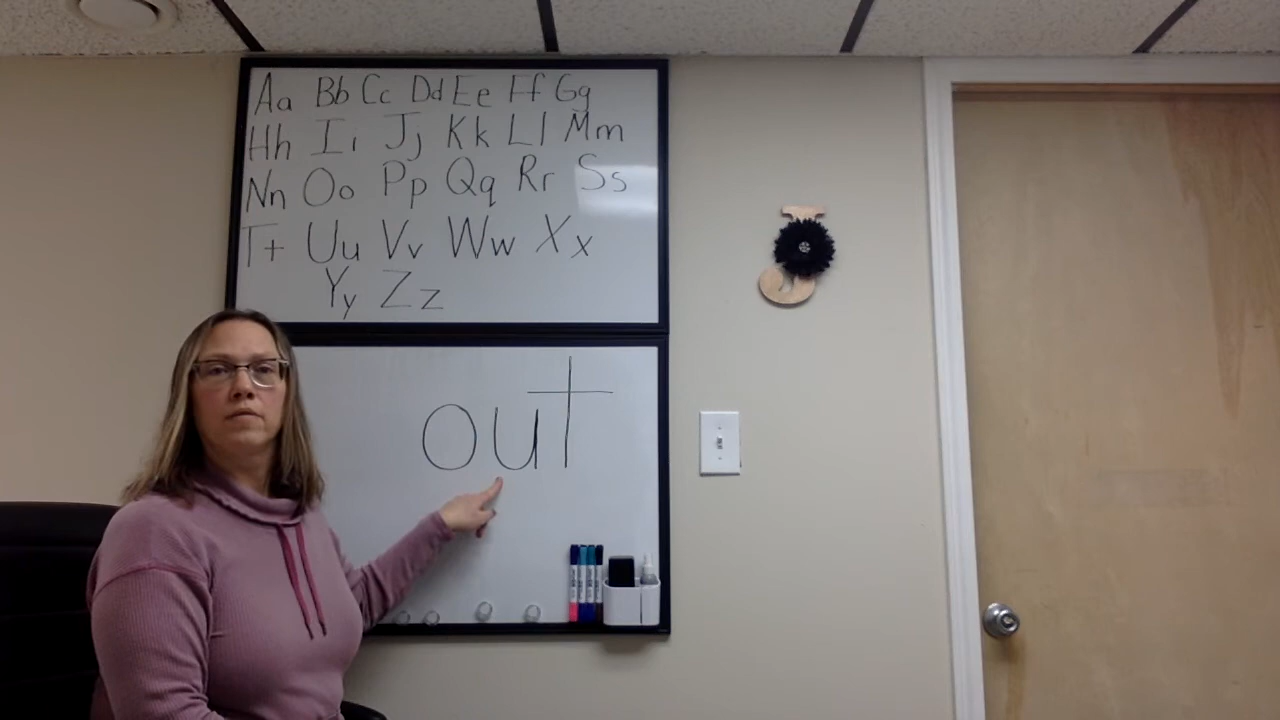 Aa Bb Cc Dd Ee Ff Gg
Hh Ii Jj Kk Ll Mm
Nn Oo Pp Qq Rr Ss
Tt Uu Vv Ww Xx
Yy Zz
out
J